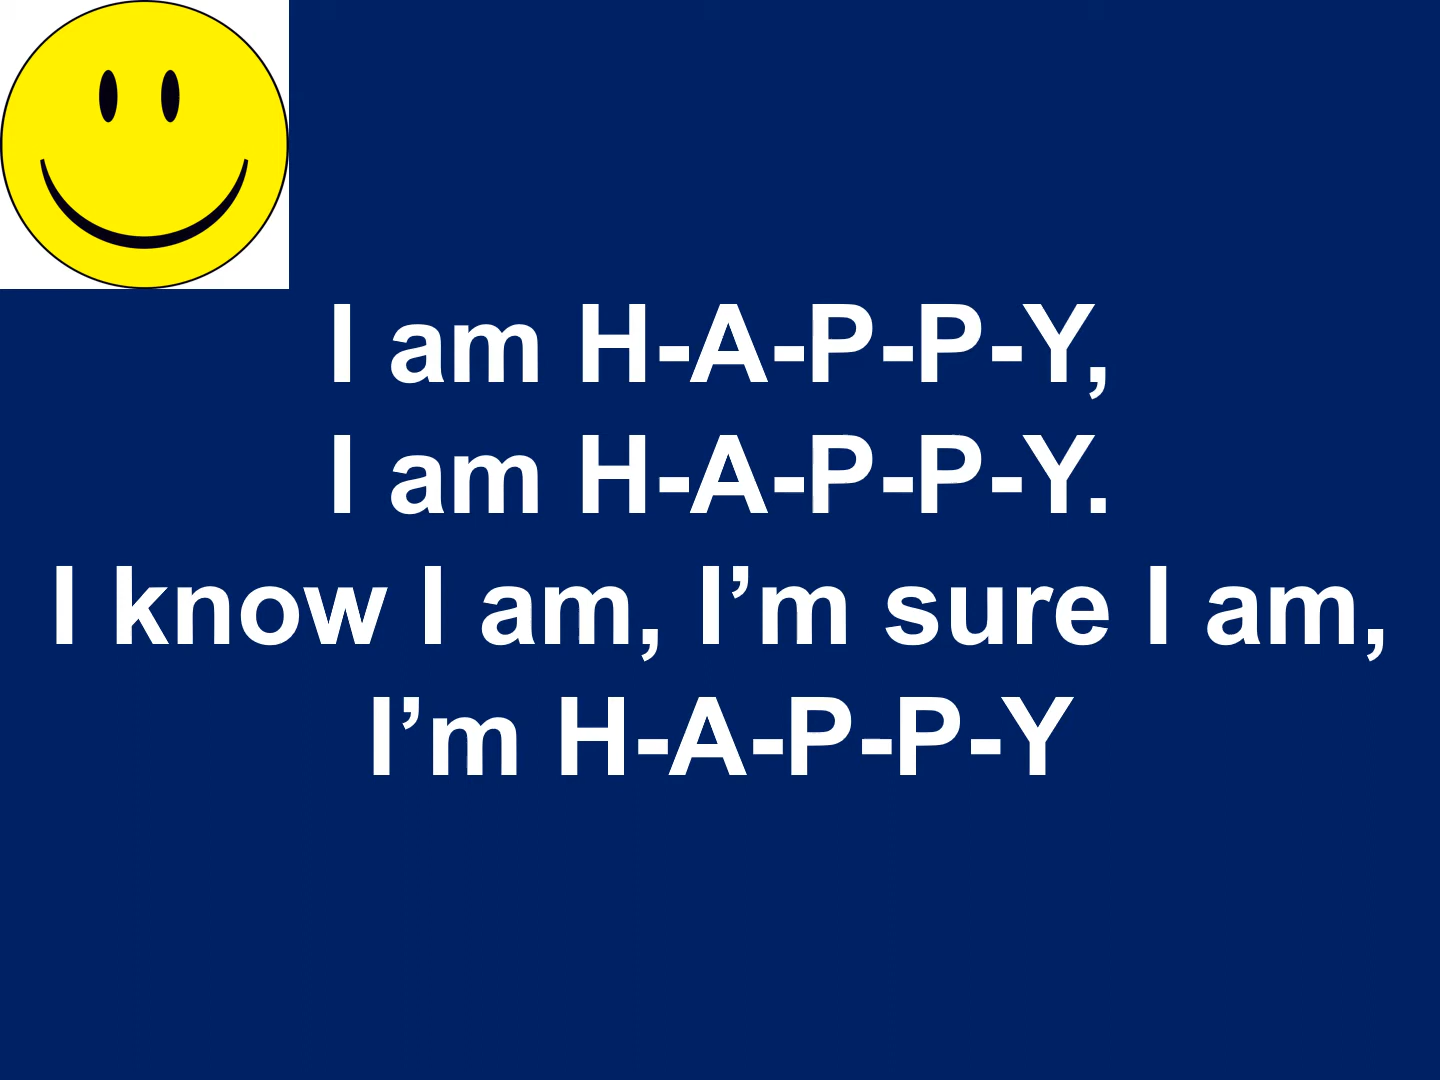 I am H-A-P-P-Y,
I am H-A-P-P-Y.
I know I am, I’m sure I am,
I’m H-A-P-P-Y